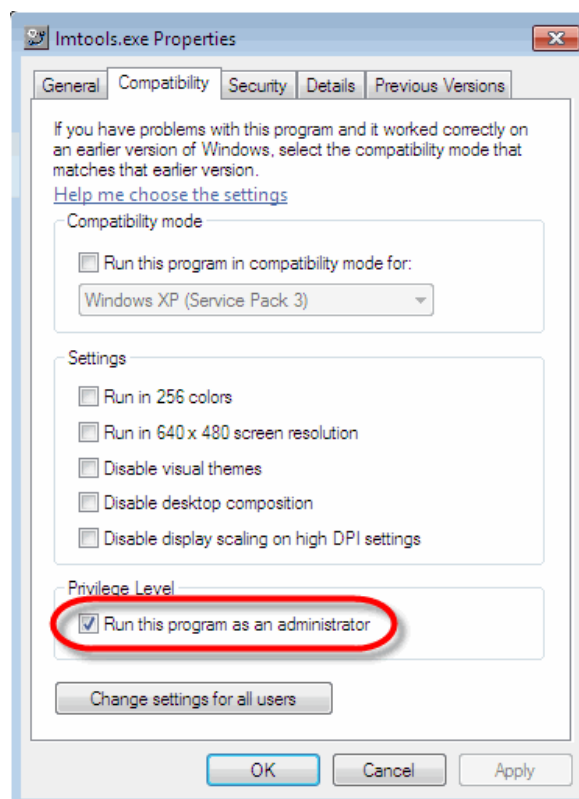 lmtools.exe Properties
General Compatibility Security Details Previous Versions
If you have problems with this program and it worked correctly on
an earlier version of Windows, select the compatibility mode that
matches that earlier version.
Help me choose the settings
Compatibility mode
Run this program in compatibility mode for:
Windows XP (Service Pack 3)
Settings
Run in 256 colors
Run in 640 x 480 screen resolution
Disable visual themes
Disable desktop composition
Disable display scaling on high DPI settings
Privilege Level
Run this program as an administrator
Change settings for all users
OK Cancel Apply